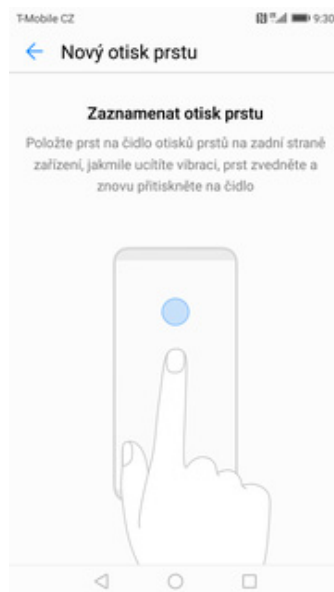 T-Mobile CZ 9:30
Nový otisk prstu
Zaznamenat otisk prstu
Položte prst na čidlo otisků prstů na zadní straně
zařízení, jakmile ucítíte vibraci, prst zvedněte a
znovu přitiskněte na čidlo